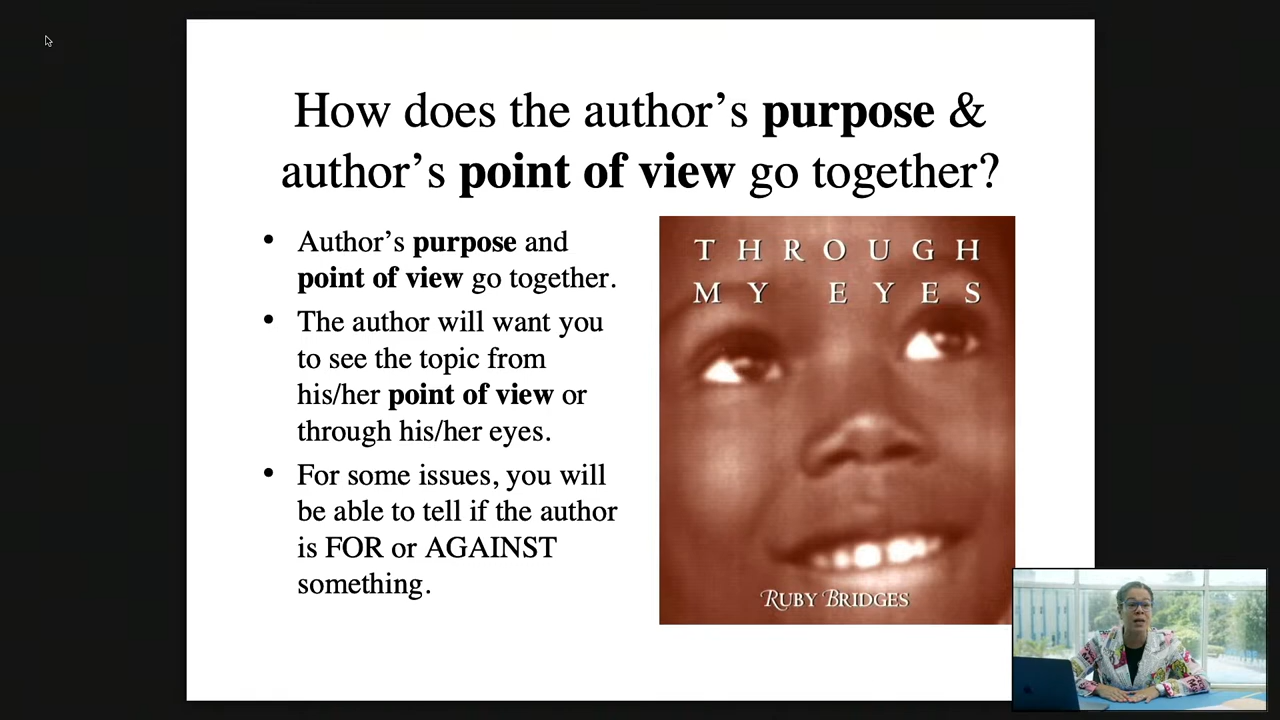 How does the author’s purpose &
author’s point of view go together?
• Author’s purpose and
point of view go together.
• The author will want you
to see the topic from
his/her point of view or
through his/her eyes.
• For some issues, you will
be able to tell if the author
is FOR or AGAINST
something.
THROUGH
MY EYES
RUBY BRIDGES